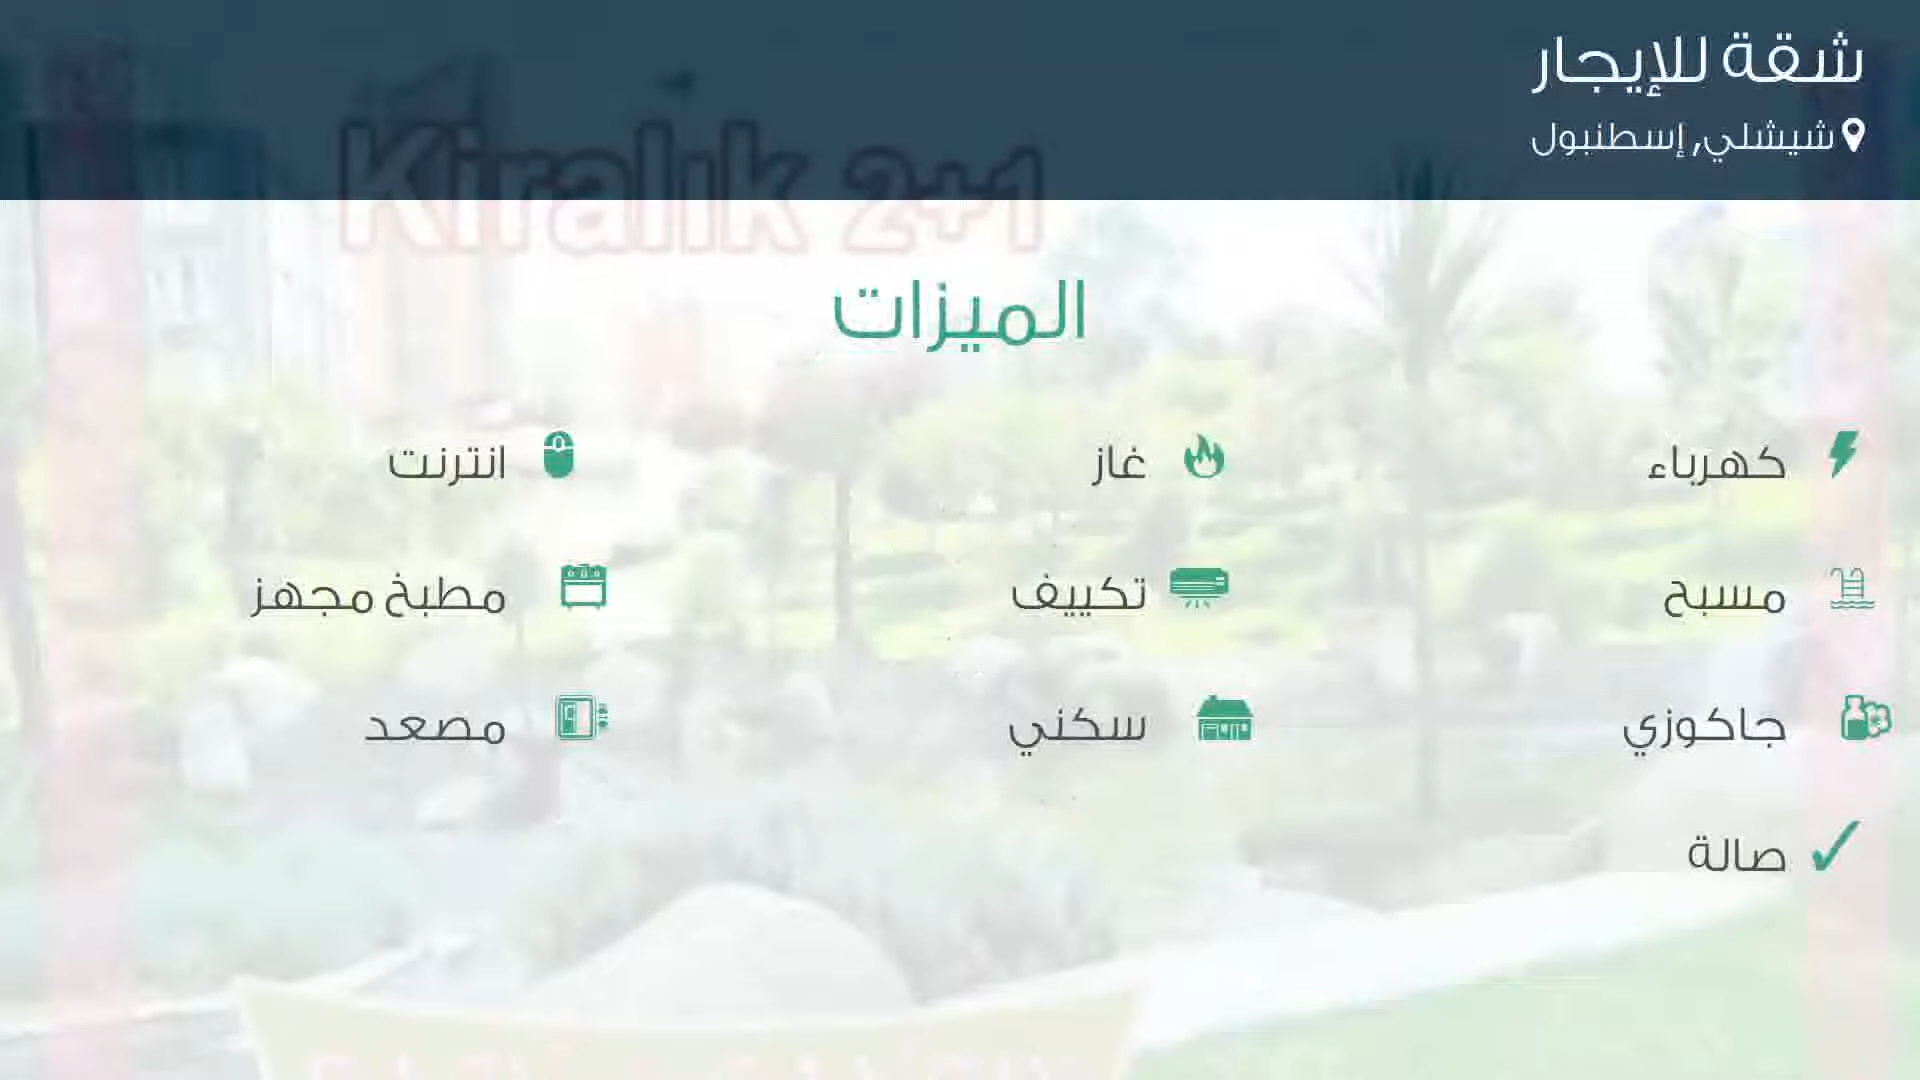 شقة للإيجار
شيشلي, إسطنبول
Kiralık 2+1
الميزات
كهرباء
غاز
انترنت
مسبح
تكييف
مطبخ مجهز
جاكوزي
سكني
مصعد
صالة